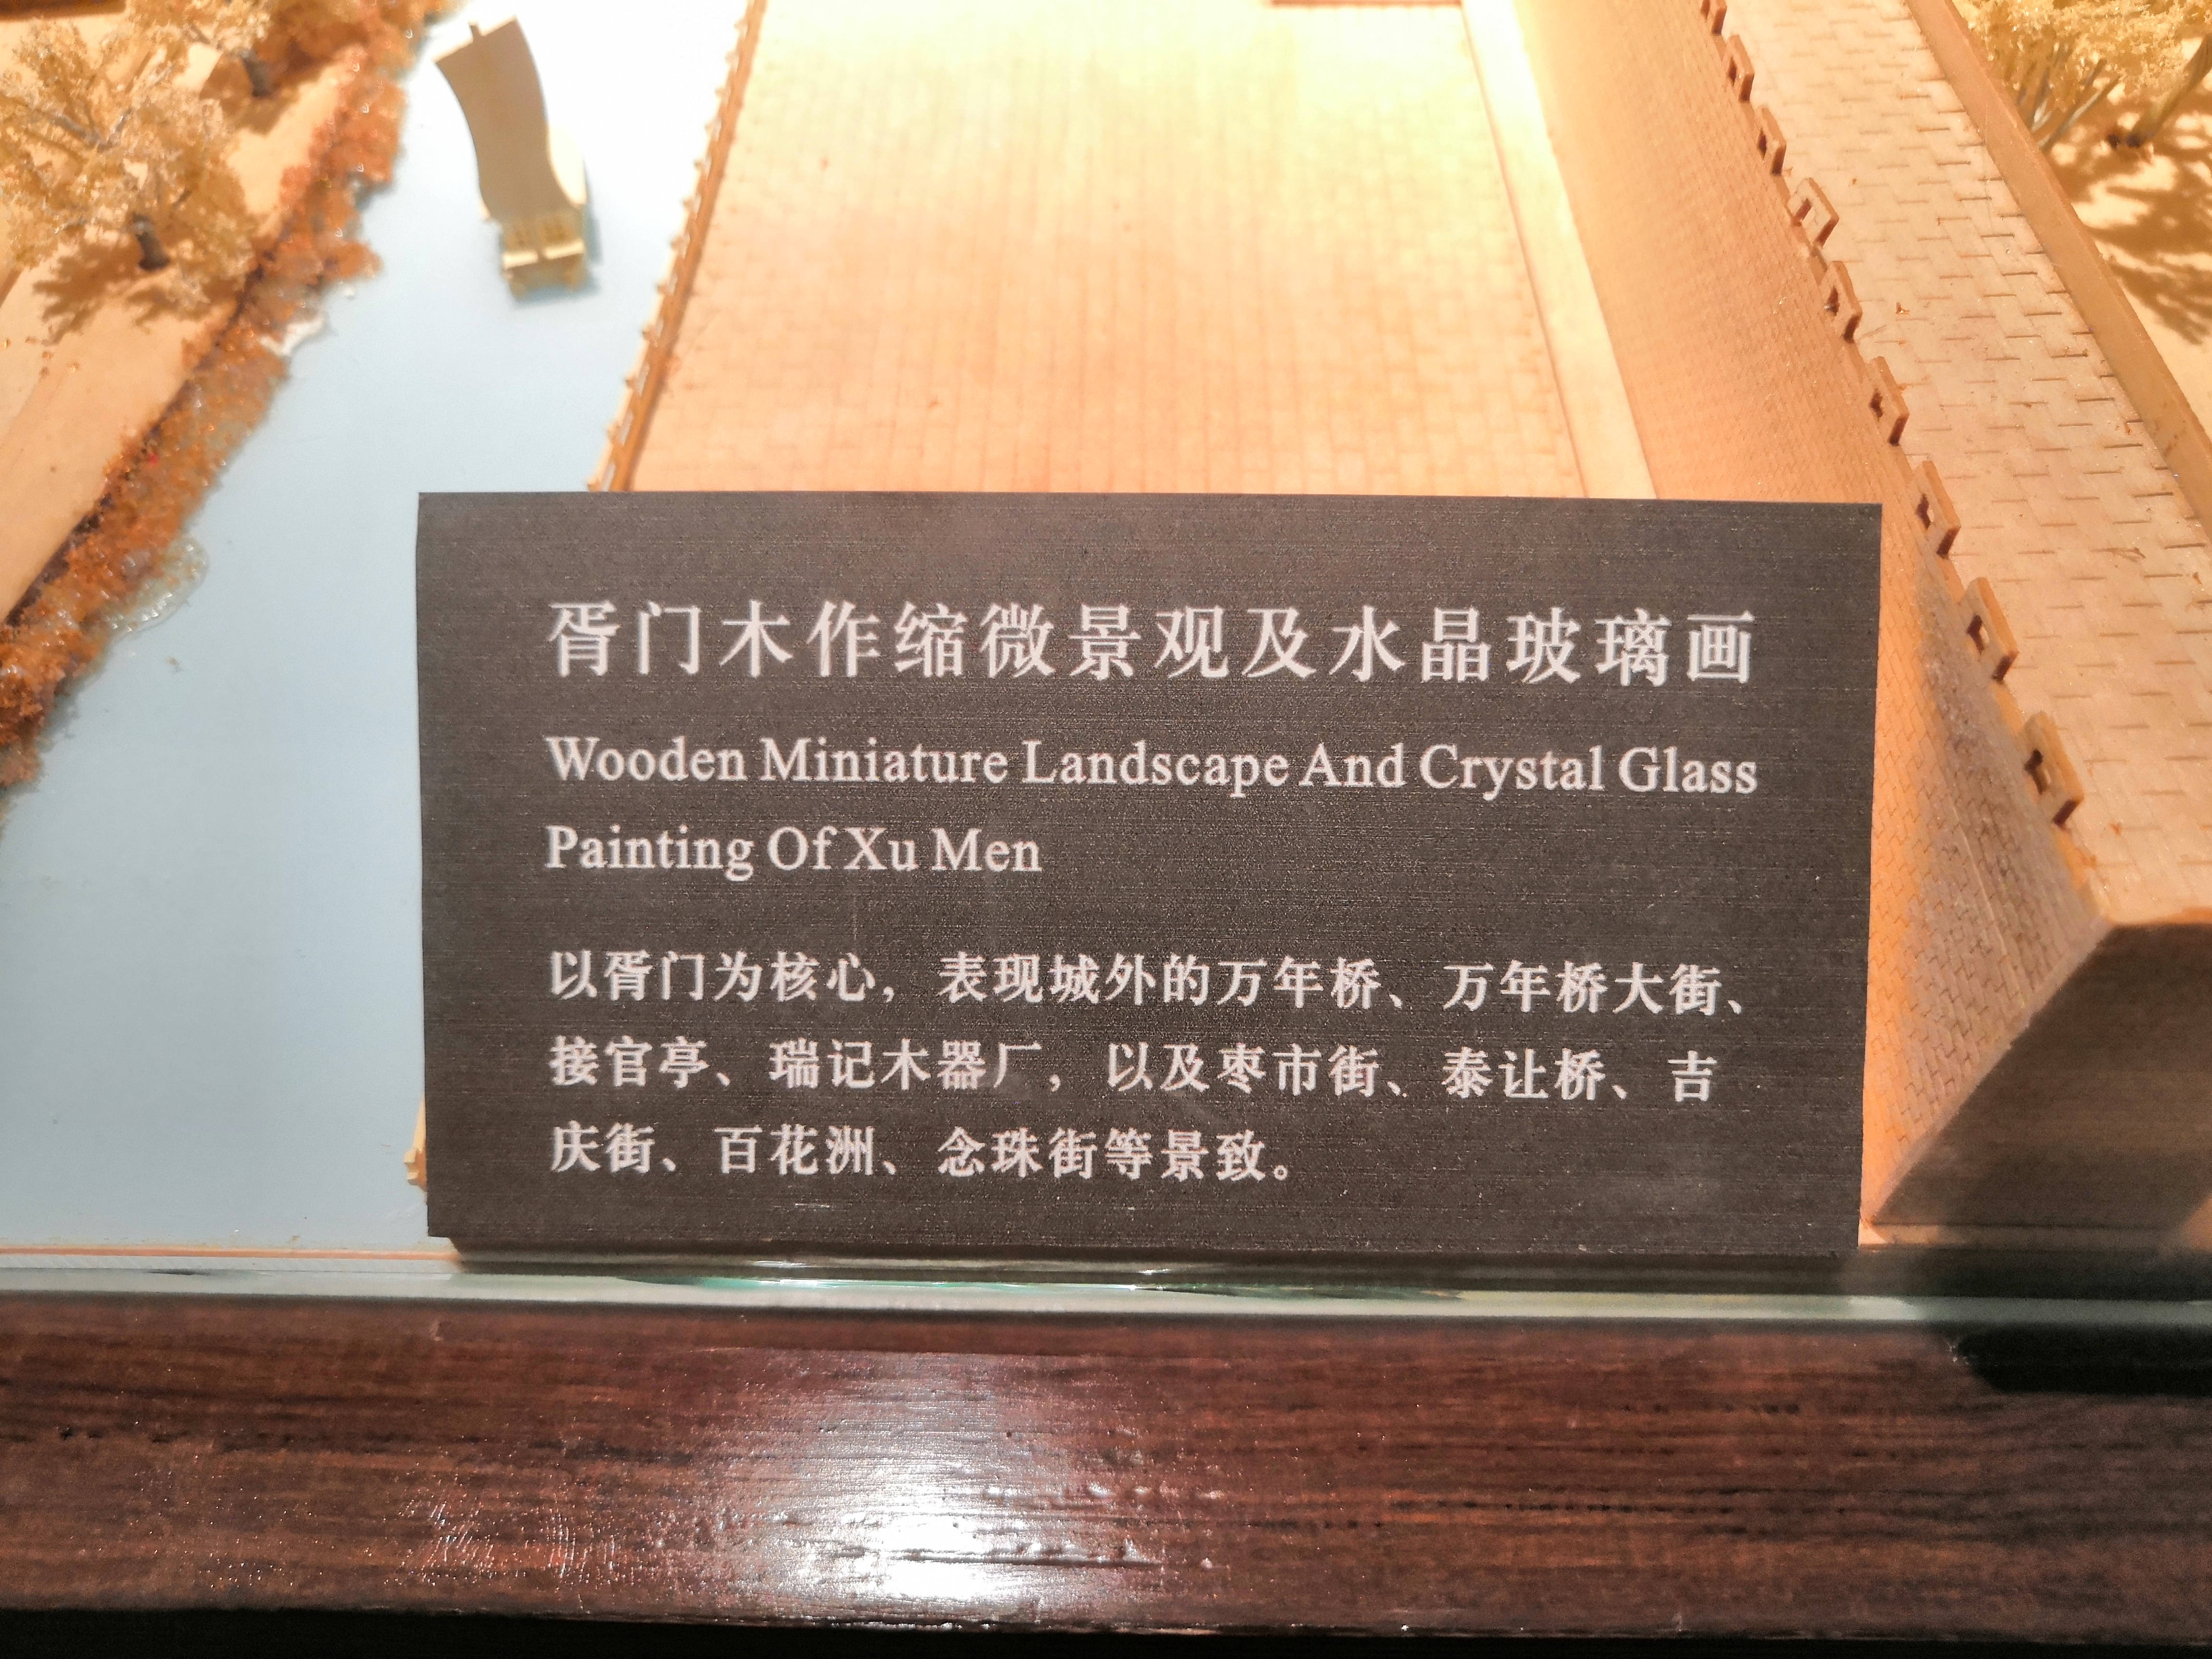 胥门木作缩微景观及水晶玻璃画
Wooden Miniature Landscape And Crystal Glass
Painting Of Xu Men
以胥门为核心，表现城外的万年桥、万年桥大街、
接官亭、瑞记木器厂，以及枣市街、泰让桥、吉
庆街、百花洲、念珠街等景致。